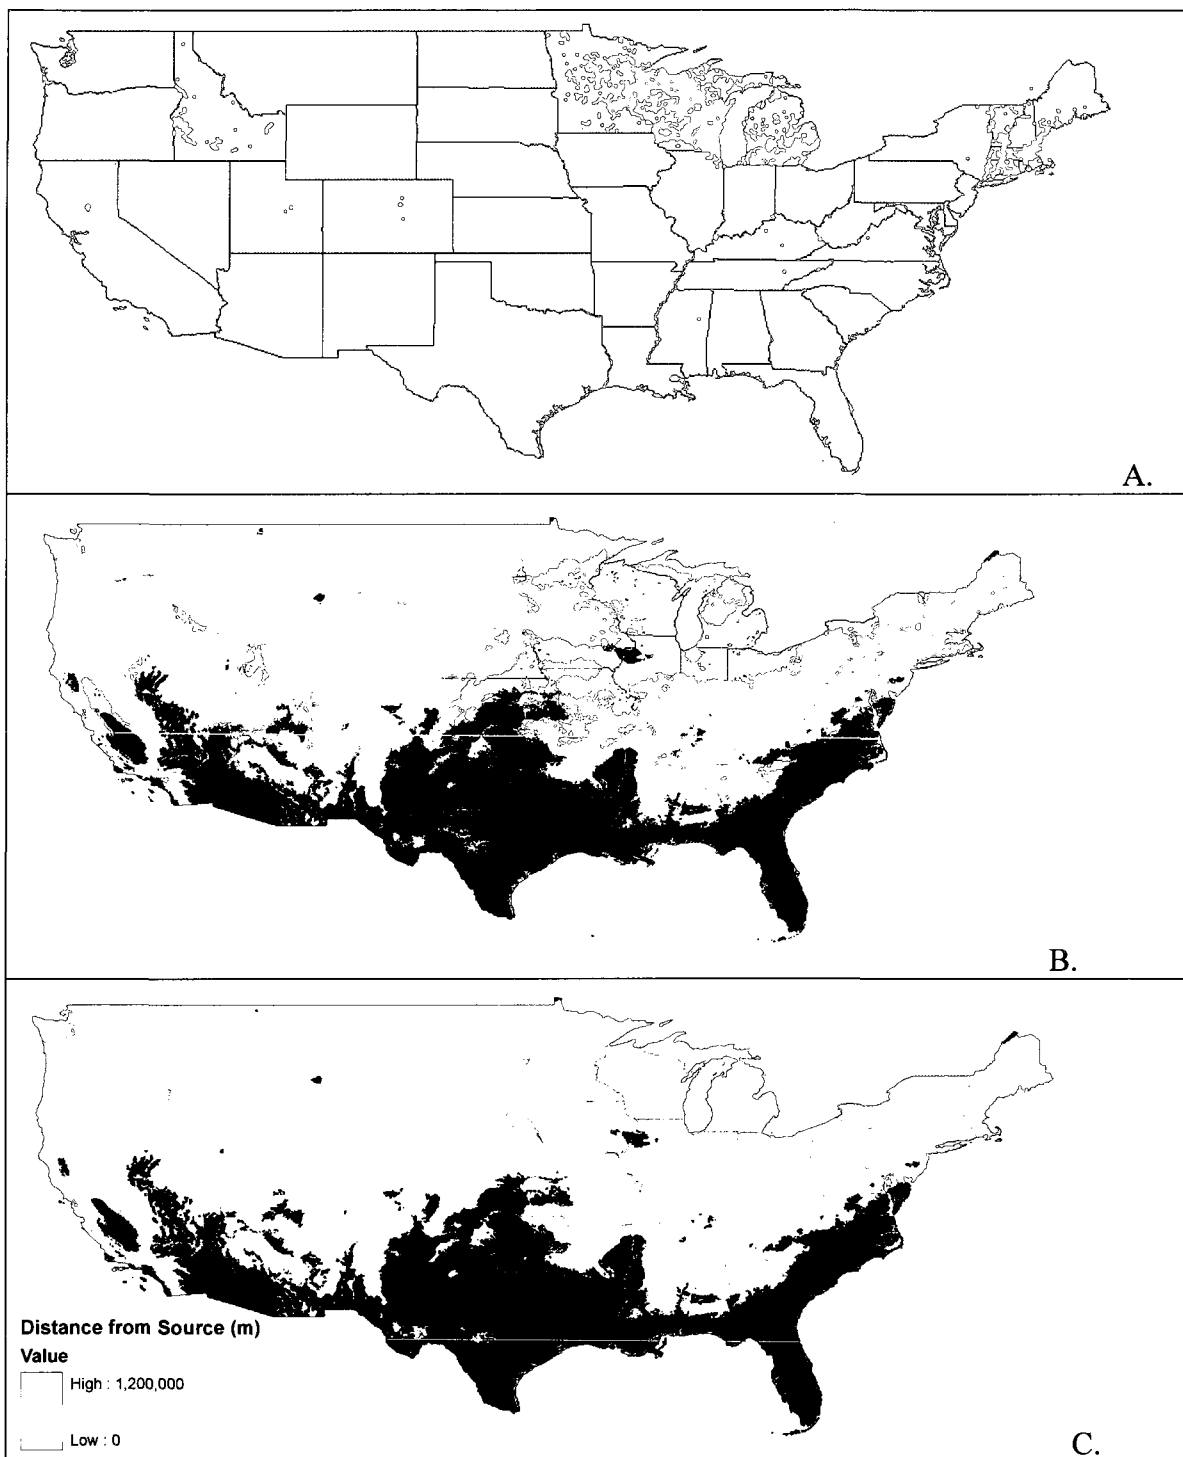 A.
B.
Distance from Source (m)
Value
High : 1,200,000
Low : 0
C.